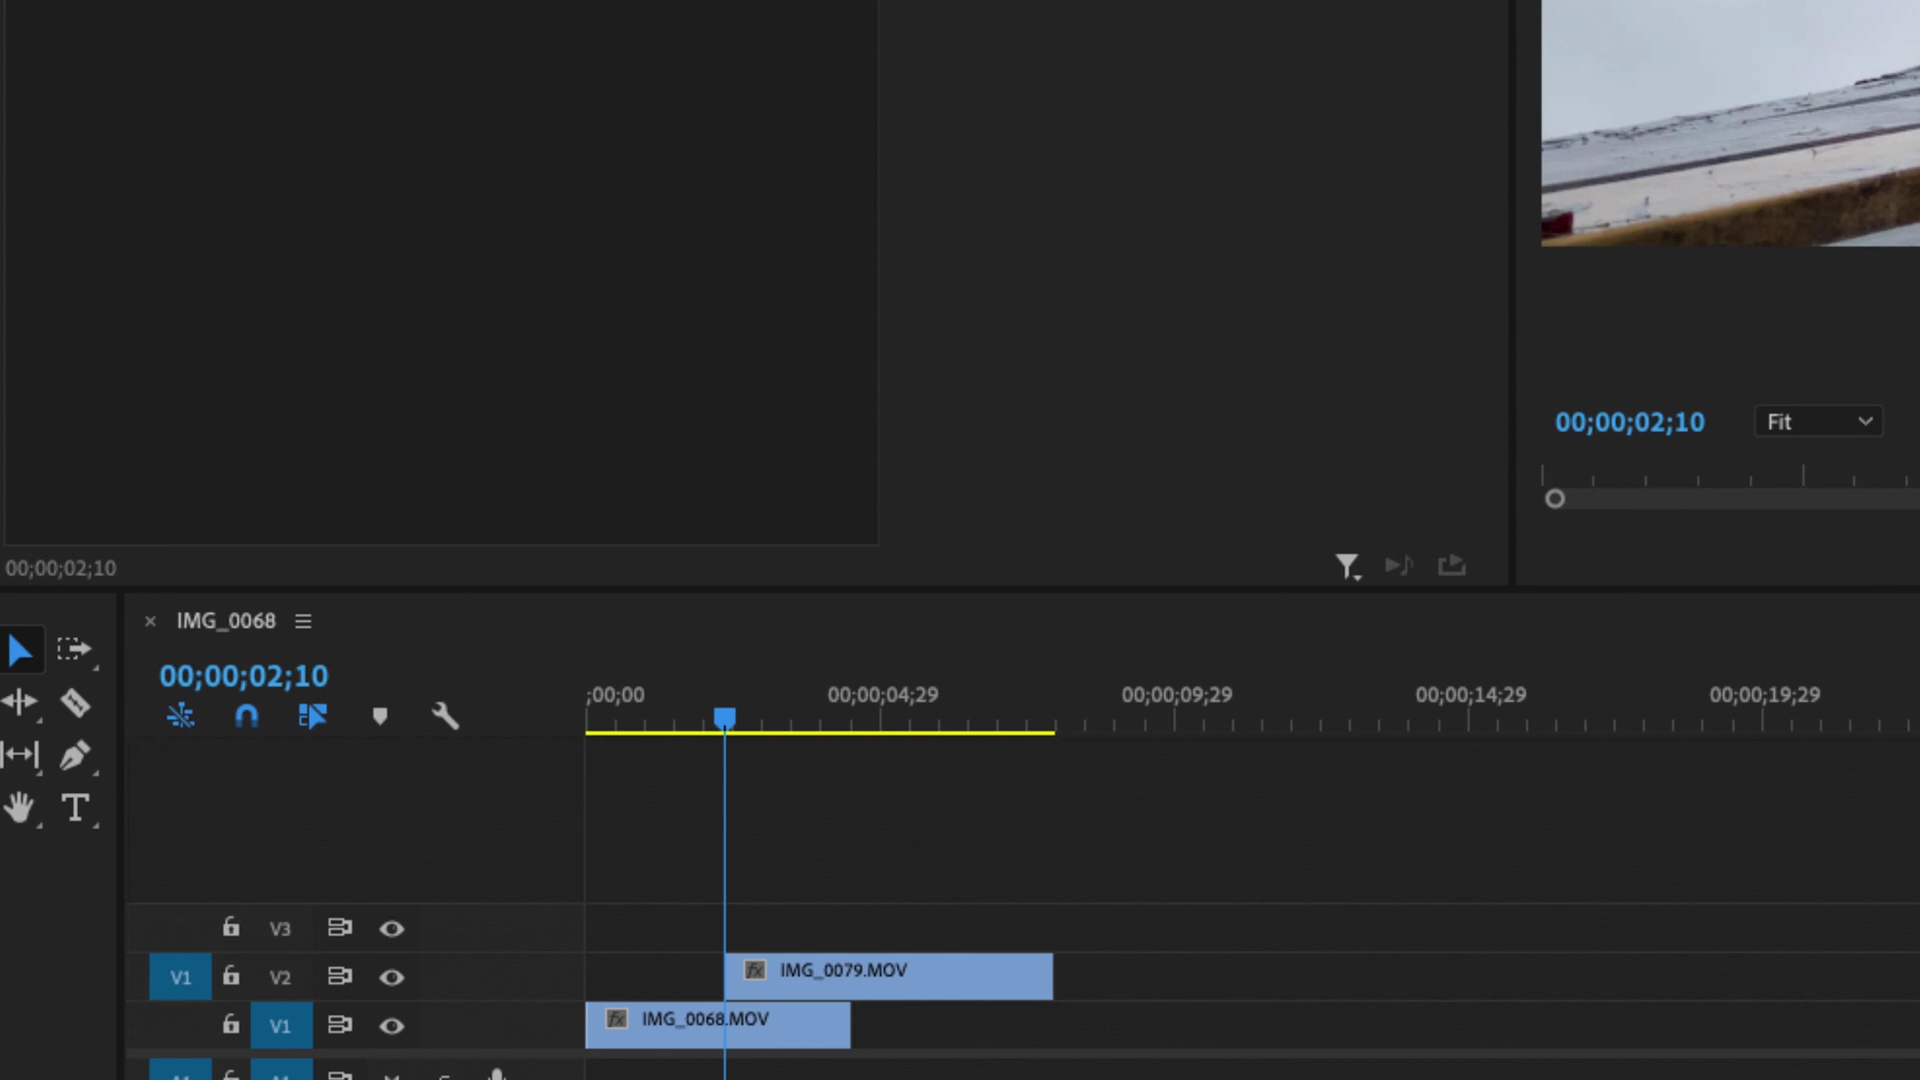 00;00;02;10
Fit
00;00;02;10
IMG_0068
00;00;02;10
;00;00
00;00;04;29
00;00;09;29
00;00;14;29
00;00;19;29
T
V3
V1
V2
fx
IMG_0079.MOV
V1
fx
IMG_0068.MOV